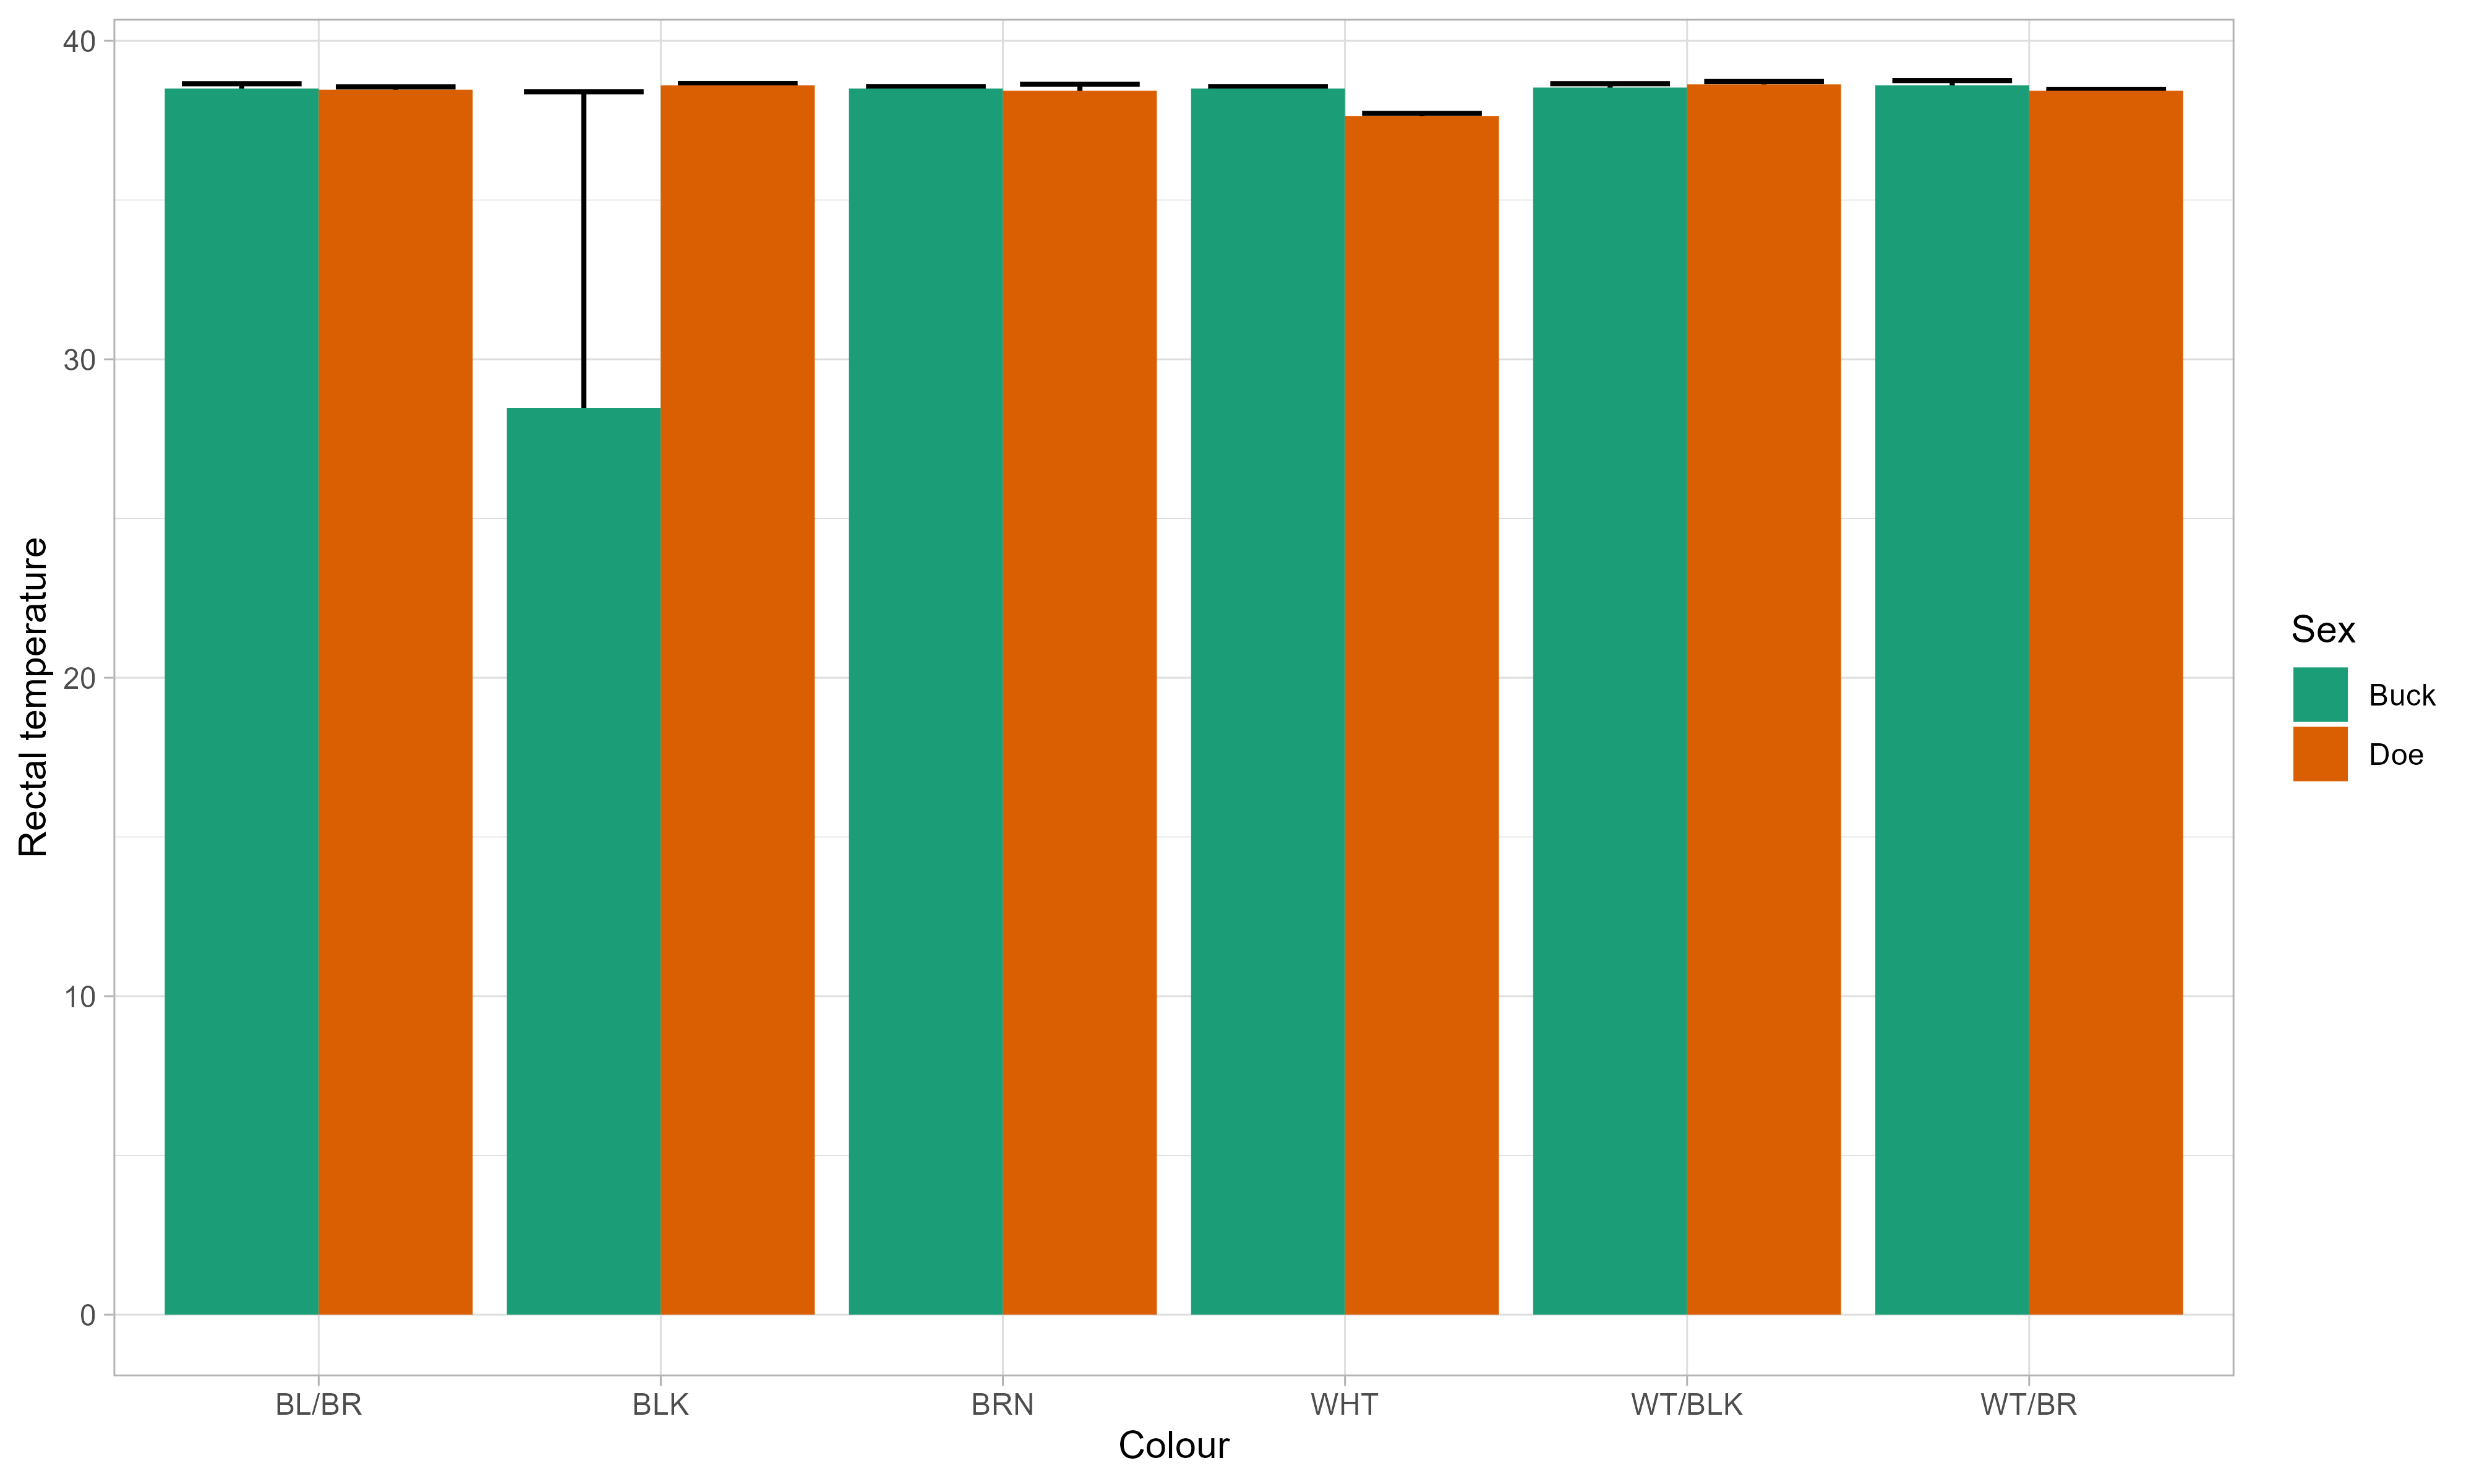 40
30
20
10
0
Rectal temperature
BL/BR
BLK
BRN
WHT
WT/BLK
WT/BR
Colour
Sex
Buck
Doe